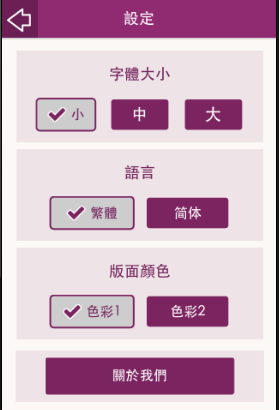 設定
字體大小
小 中 大
語言
繁體 简体
版面顏色
色彩1 色彩2
關於我們